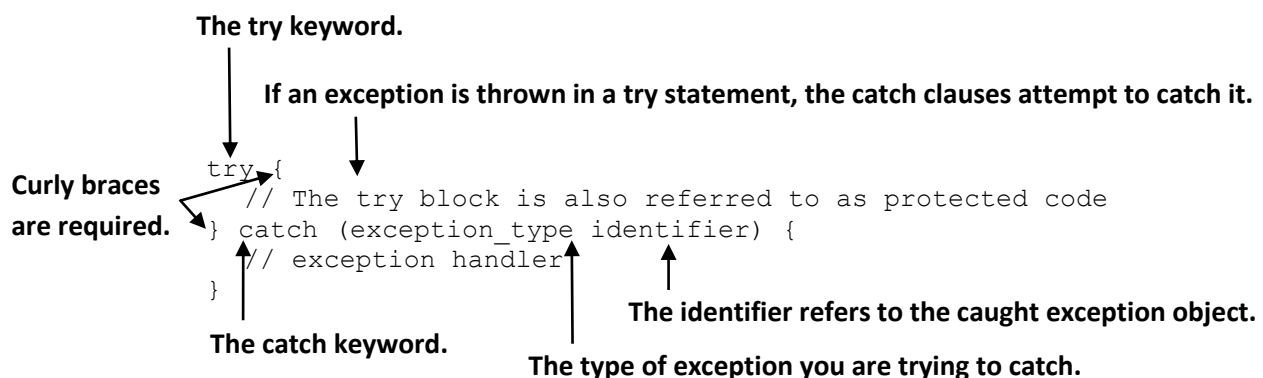 The try keyword.
If an exception is thrown in a try statement, the catch clauses attempt to catch it.
try {
Curly braces
are required.
// The try block is also referred to as protected code
} catch (exception_type identifier) {
// exception handler
}
The identifier refers to the caught exception object.
The catch keyword.
The type of exception you are trying to catch.